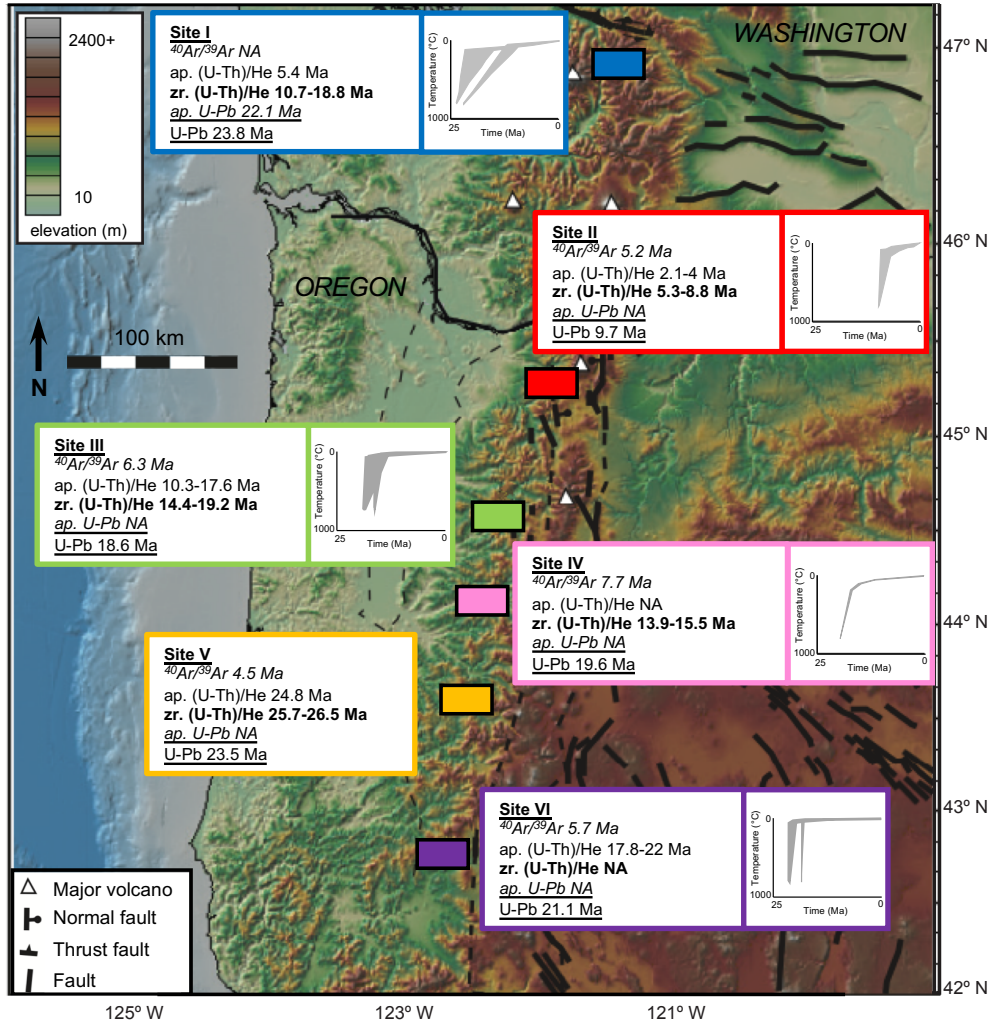 2400+
10
elevation (m)
Site I
⁴⁰Ar/³⁹Ar NA
ap. (U-Th)/He 5.4 Ma
zr. (U-Th)/He 10.7-18.8 Ma
ap. U-Pb 22.1 Ma
U-Pb 23.8 Ma
Temperature (°C)
0
1000
25
0
Time (Ma)
WASHINGTON
47°N
46°N
45°N
44°N
43°N
42°N
OREGON
100 km
N
Site II
⁴⁰Ar/³⁹Ar 5.2 Ma
ap. (U-Th)/He 2.1-4 Ma
zr. (U-Th)/He 5.3-8.8 Ma
ap. U-Pb NA
U-Pb 9.7 Ma
Temperature (°C)
0
1000
25
0
Time (Ma)
Site III
⁴⁰Ar/³⁹Ar 6.3 Ma
ap. (U-Th)/He 10.3-17.6 Ma
zr. (U-Th)/He 14.4-19.2 Ma
ap. U-Pb NA
U-Pb 18.6 Ma
Temperature (°C)
0
1000
25
0
Time (Ma)
Site IV
⁴⁰Ar/³⁹Ar 7.7 Ma
ap. (U-Th)/He NA
zr. (U-Th)/He 13.9-15.5 Ma
ap. U-Pb NA
U-Pb 19.6 Ma
Temperature (°C)
0
1000
25
0
Time (Ma)
Site V
⁴⁰Ar/³⁹Ar 4.5 Ma
ap. (U-Th)/He 24.8 Ma
zr. (U-Th)/He 25.7-26.5 Ma
ap. U-Pb NA
U-Pb 23.5 Ma
Site VI
⁴⁰Ar/³⁹Ar 5.7 Ma
ap. (U-Th)/He 17.8-22 Ma
zr. (U-Th)/He NA
ap. U-Pb NA
U-Pb 21.1 Ma
Temperature (°C)
0
1000
25
0
Time (Ma)
Major volcano
Normal fault
Thrust fault
Fault
125° W
123° W
121° W